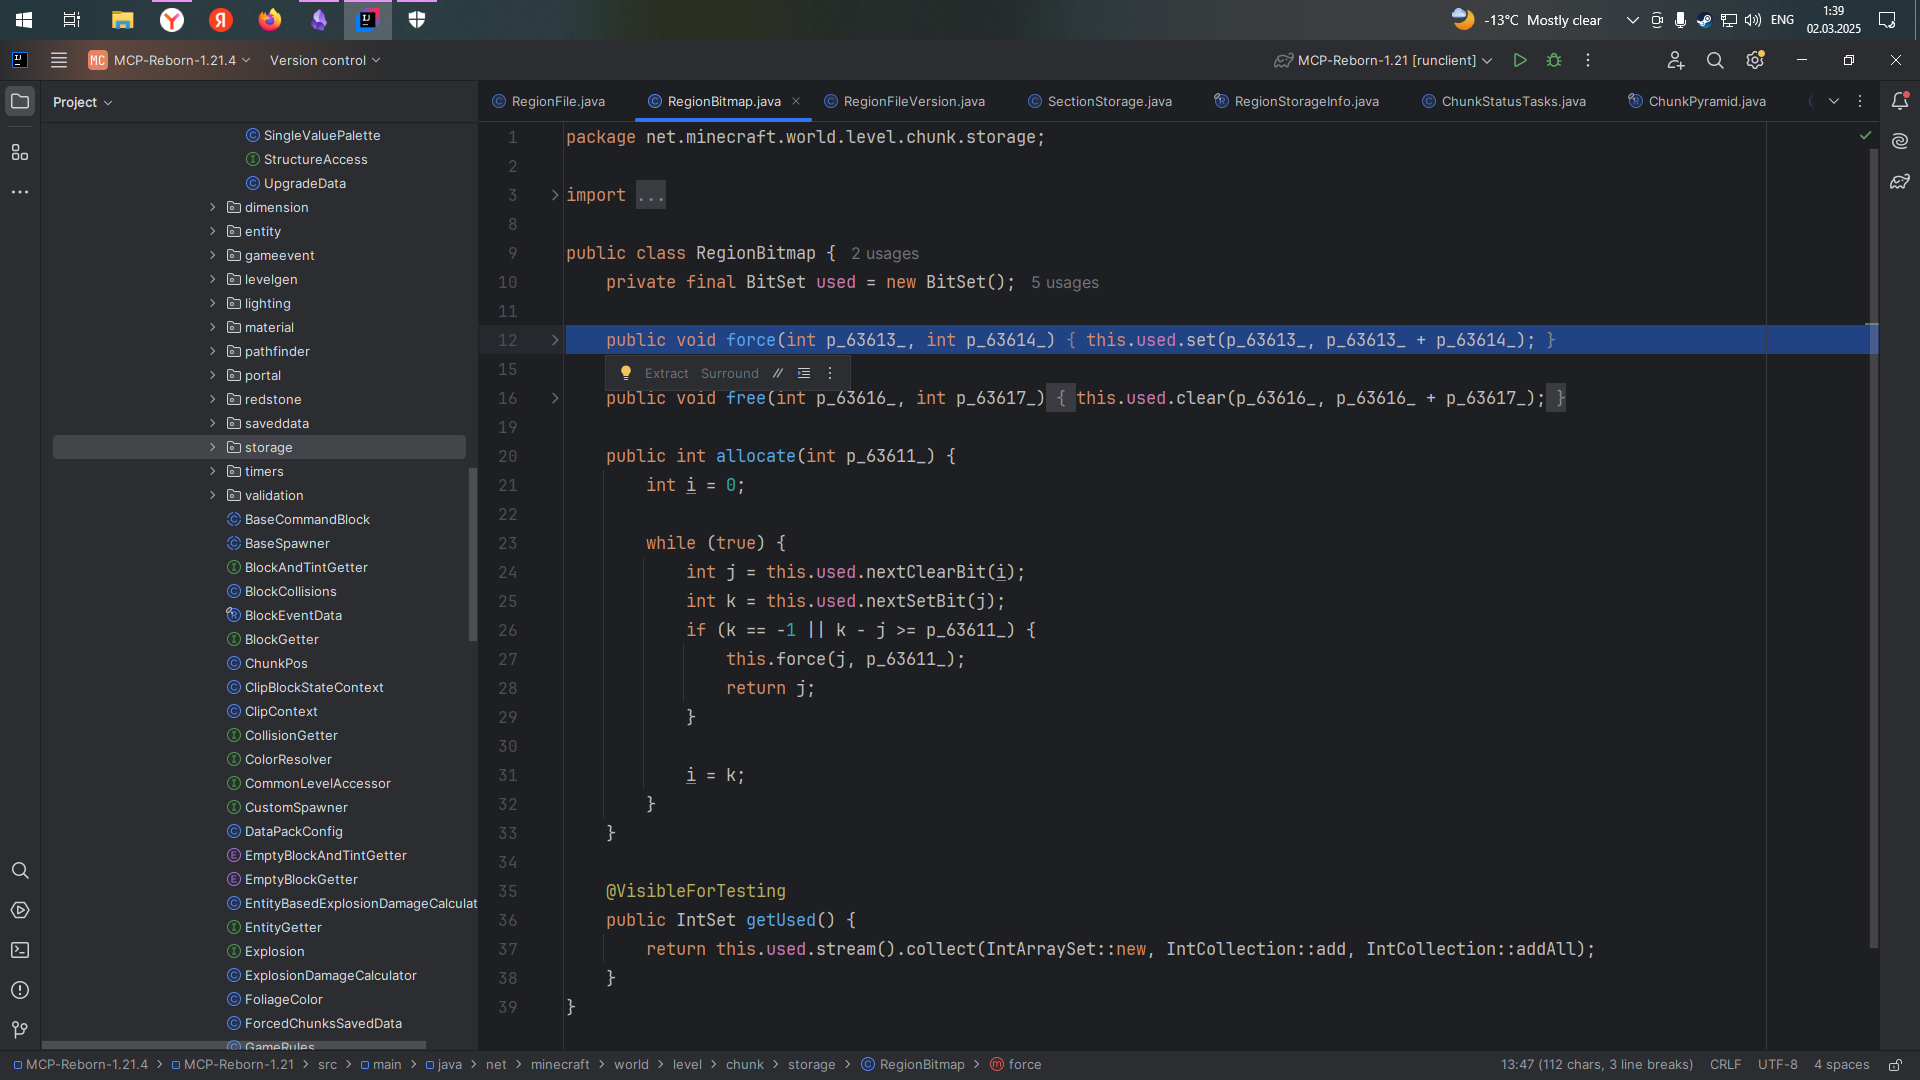 -13°C Mostly clear
ENG
1:39
02.03.2025
MC MCP-Reborn-1.21.4
Version control
MCP-Reborn-1.21 [runclient]
Project
RegionFile.java
RegionBitmap.java
RegionFileVersion.java
SectionStorage.java
RegionStorageInfo.java
ChunkStatusTasks.java
ChunkPyramid.java
SingleValuePalette
StructureAccess
UpgradeData
dimension
entity
gameevent
levelgen
lighting
material
pathfinder
portal
redstone
saveddata
storage
timers
validation
BaseCommandBlock
BaseSpawner
BlockAndTintGetter
BlockCollisions
BlockEventData
BlockGetter
ChunkPos
ClipBlockStateContext
ClipContext
CollisionGetter
ColorResolver
CommonLevelAccessor
CustomSpawner
DataPackConfig
EmptyBlockAndTintGetter
EmptyBlockGetter
EntityBasedExplosionDamageCalculat
EntityGetter
Explosion
ExplosionDamageCalculator
FoliageColor
ForcedChunksSavedData
GameRules
1 package net.minecraft.world.level.chunk.storage;
2
3 import ...
8
9 public class RegionBitmap { 2 usages
10 private final BitSet used = new BitSet(); 5 usages
11
12 public void force(int p_63613_, int p_63614_) { this.used.set(p_63613_, p_63613_ + p_63614_); }
15
Extract Surround
16 public void free(int p_63616_, int p_63617_) { this.used.clear(p_63616_, p_63616_ + p_63617_); }
19
20 public int allocate(int p_63611_) {
21 int i = 0;
22
23 while (true) {
24 int j = this.used.nextClearBit(i);
25 int k = this.used.nextSetBit(j);
26 if (k == -1 || k - j >= p_63611_) {
27 this.force(j, p_63611_);
28 return j;
29 }
30
31 i = k;
32 }
33 }
34
35 @VisibleForTesting
36 public IntSet getUsed() {
37 return this.used.stream().collect(IntArraySet::new, IntCollection::add, IntCollection::addAll);
38 }
39 }
MCP-Reborn-1.21.4 > MCP-Reborn-1.21 > src > main > java > net > minecraft > world > level > chunk > storage > RegionBitmap > force
13:47 (112 chars, 3 line breaks) CRLF UTF-8 4 spaces